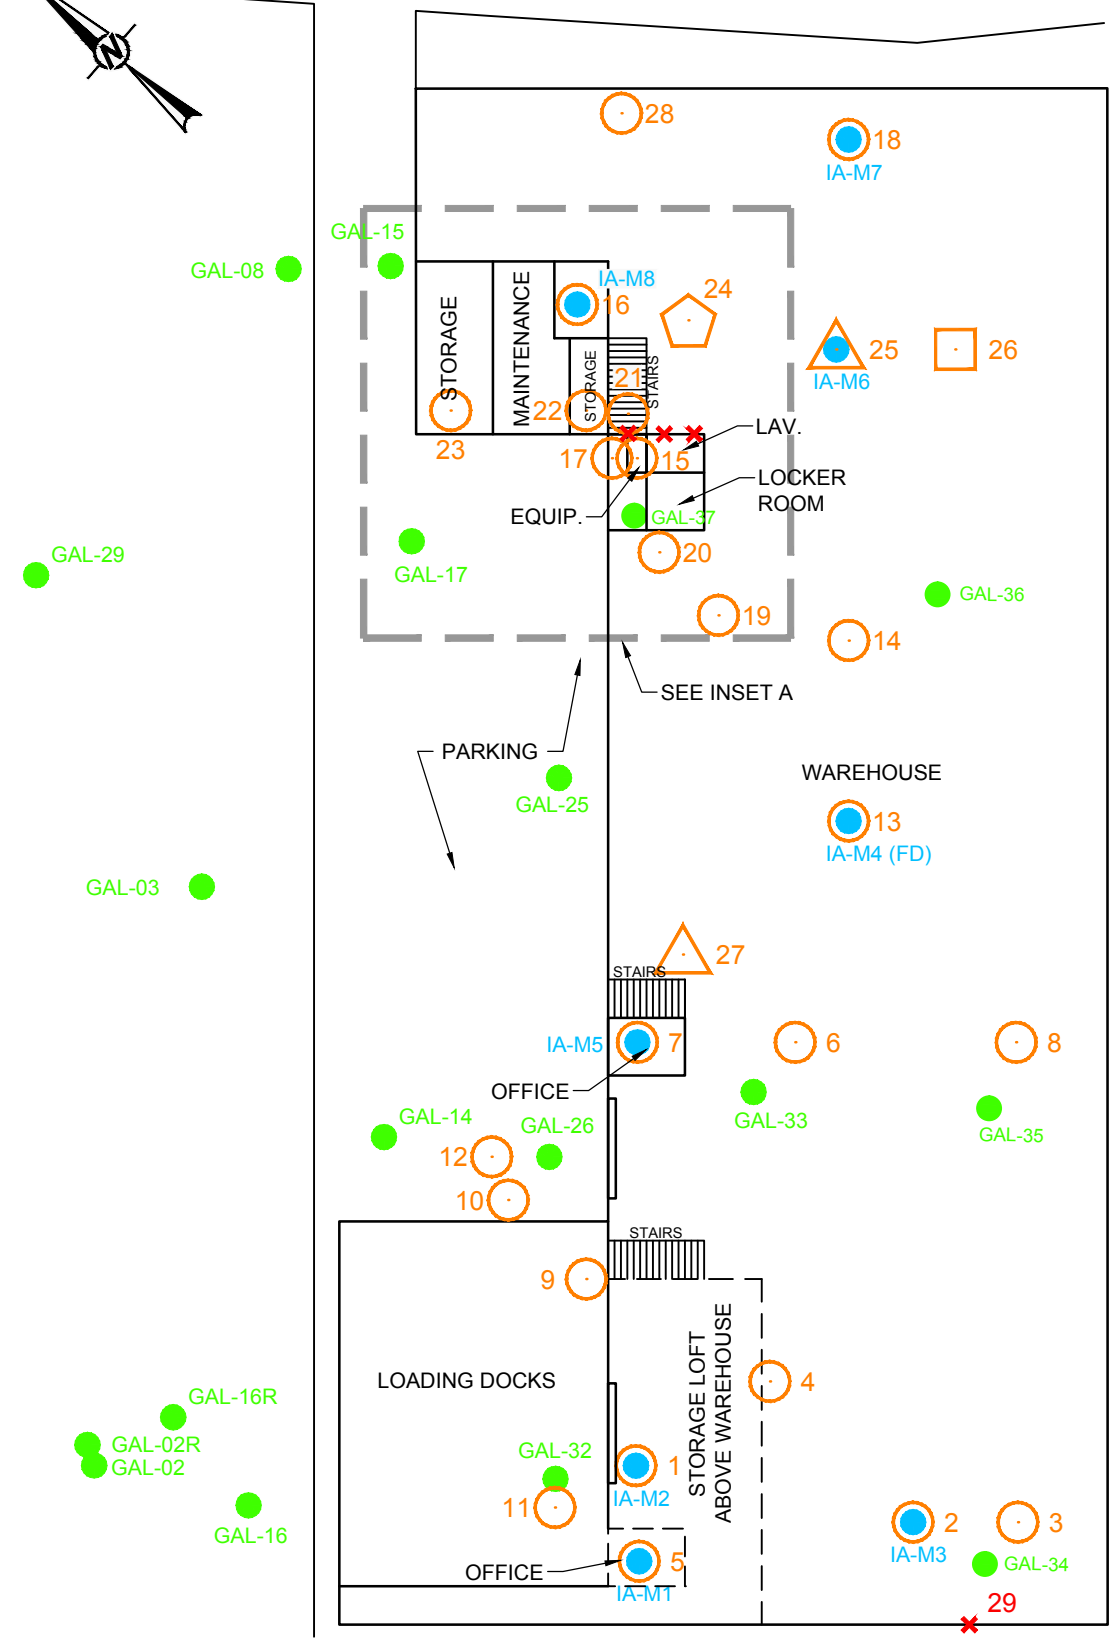 N
28
18
IA-M7
GAL-15
GAL-08
STORAGE
MAINTENANCE
IA-M8
16
24
STORAGE
STAIRS
21
25
IA-M6
26
22
23
17
15
LAV.
LOCKER
ROOM
EQUIP.
GAL-37
20
GAL-17
GAL-29
19
GAL-36
14
SEE INSET A
PARKING
GAL-25
WAREHOUSE
13
IA-M4 (FD)
GAL-03
27
STAIRS
IA-M5
7
6
8
OFFICE
GAL-33
GAL-35
GAL-14
GAL-26
12
10
STAIRS
9
LOADING DOCKS
STORAGE LOFT
ABOVE WAREHOUSE
4
GAL-16R
GAL-02R
GAL-02
GAL-16
GAL-32
11
1
IA-M2
2
IA-M3
3
OFFICE
5
IA-M1
GAL-34
29